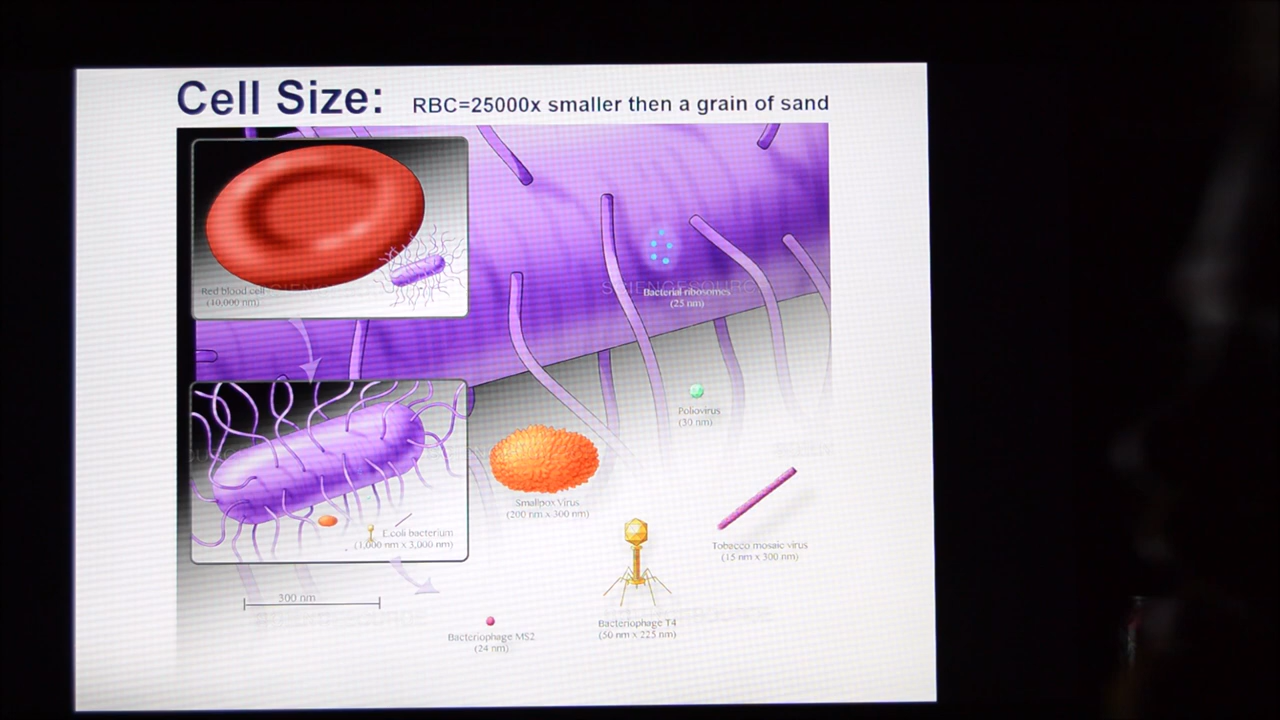 Cell Size: RBC=25000x smaller then a grain of sand
Red blood cell
(10,000 nm)
SCIENCESOURC
Bacterial ribosomes
(25 nm)
Poliovirus
(30 nm)
Smallpox Virus
(200 nm x 300 nm)
E.coli bacterium
(1,000 nm x 3,000 nm)
Tobacco mosaic virus
(15 nm x 300 nm)
300 nm
Bacteriophage T4
(50 nm x 225 nm)
Bacteriophage MS2
(24 nm)